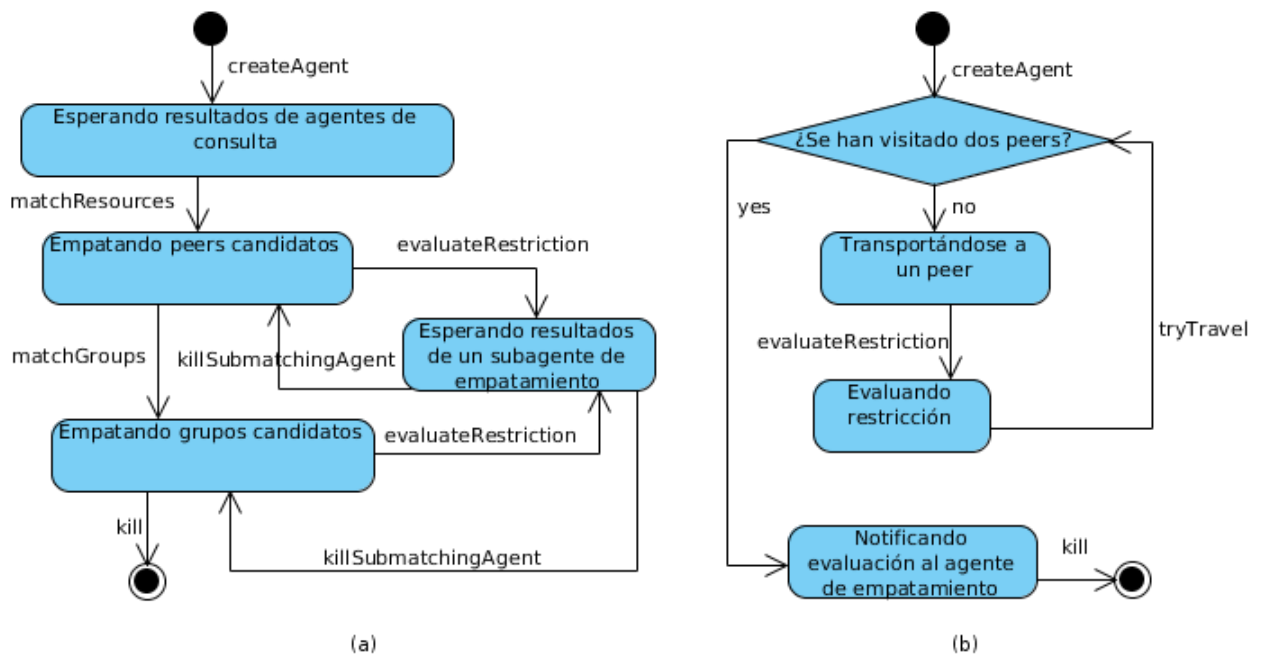 createAgent
Esperando resultados de agentes de
consulta
matchResources
Empatando peers candidatos
evaluateRestriction
Esperando resultados
de un subagente de
empatamiento
matchGroups
killSubmatchingAgent
Empatando grupos candidatos
evaluateRestriction
kill
killSubmatchingAgent
(a)
createAgent
¿Se han visitado dos peers?
yes
no
Transportándose a
un peer
evaluateRestriction
tryTravel
Evaluando
restricción
Notificando
evaluación al agente
de empatamiento
kill
(b)